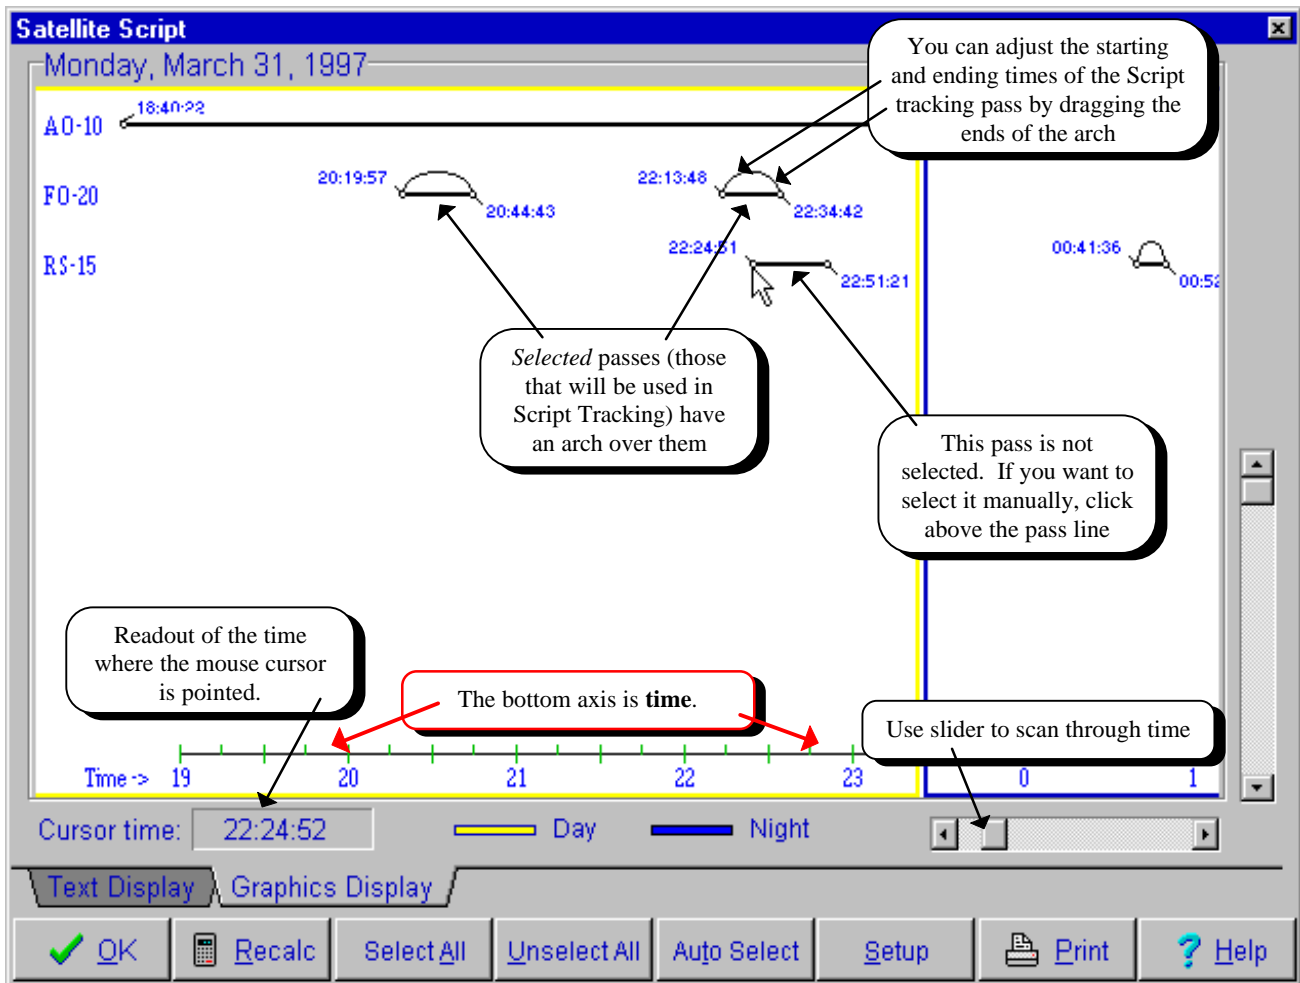 Satellite Script
Monday, March 31, 1997
You can adjust the starting
and ending times of the Script
tracking pass by dragging the
ends of the arch
AO-10
18:40:22
FO-20
20:19:57
20:44:43
22:13:48
22:34:42
RS-15
22:24:51
22:51:21
00:41:36
00:52
Selected passes (those
that will be used in
Script Tracking) have
an arch over them
This pass is not
selected. If you want to
select it manually, click
above the pass line
Readout of the time
where the mouse cursor
is pointed.
The bottom axis is time.
Use slider to scan through time
Time -> 19 20 21 22 23 0 1
Cursor time: 22:24:52
Day
Night
Text Display
Graphics Display
OK
Recalc
Select All
Unselect All
Auto Select
Setup
Print
? Help